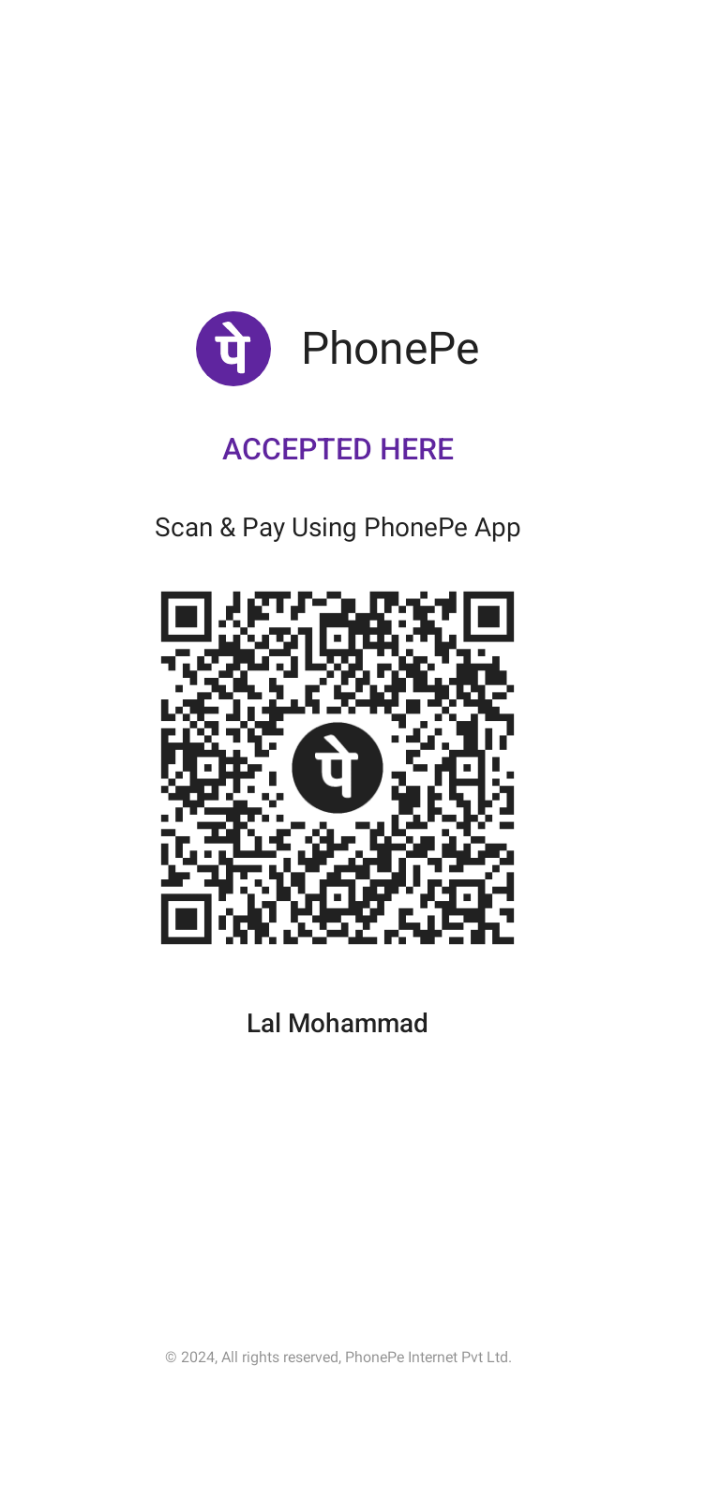 पे PhonePe
ACCEPTED HERE
Scan & Pay Using PhonePe App
पे
Lal Mohammad
© 2024, All rights reserved, PhonePe Internet Pvt Ltd.